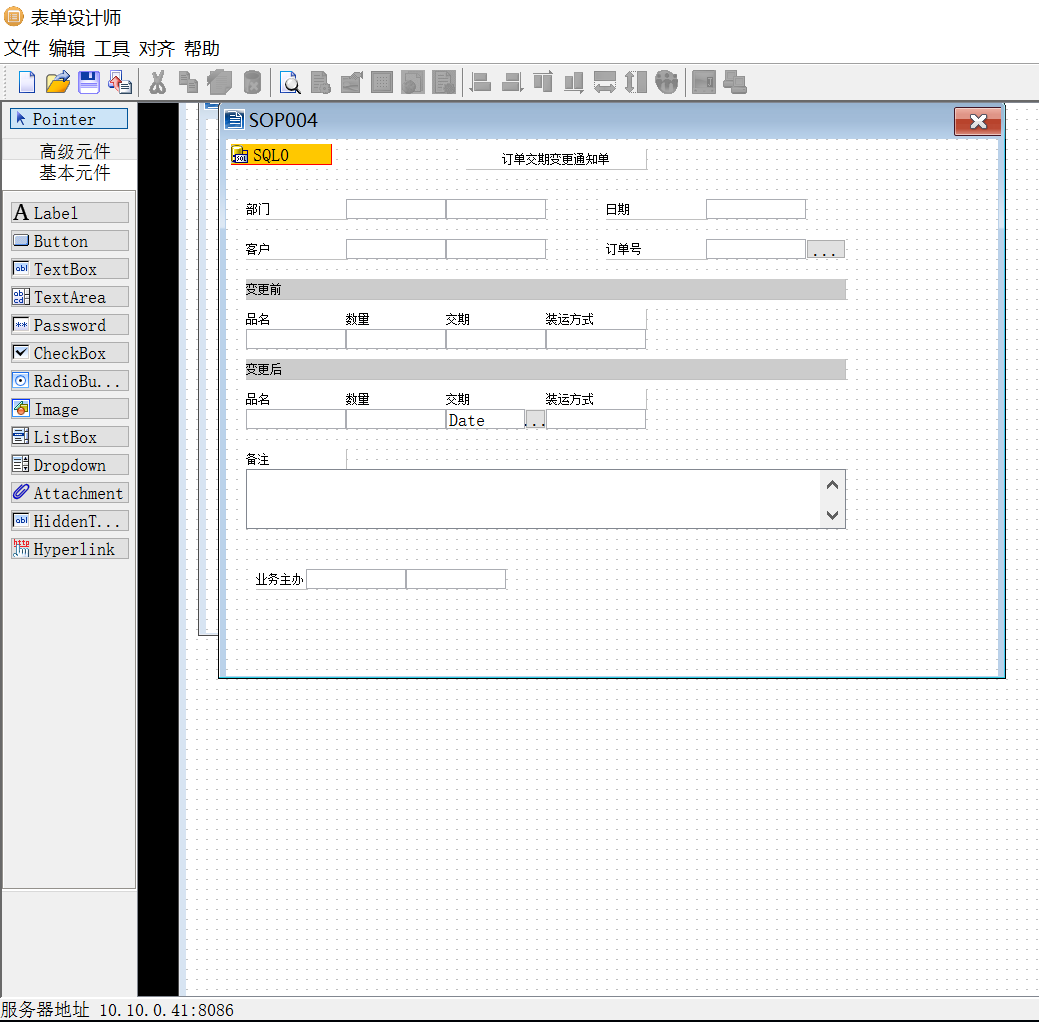 表单设计师
文件 编辑 工具 对齐 帮助
Pointer
高级元件
基本元件
Label
Button
TextBox
TextArea
Password
CheckBox
RadioBu...
Image
ListBox
Dropdown
Attachment
HiddenT...
Hyperlink
SOP004
SQL0
订单交期变更通知单
部门 日期
客户 订单号 ...
变更前
品名 数量 交期 装运方式
变更后
品名 数量 交期 装运方式
Date ...
备注
业务主办
服务器地址 10.10.0.41:8086